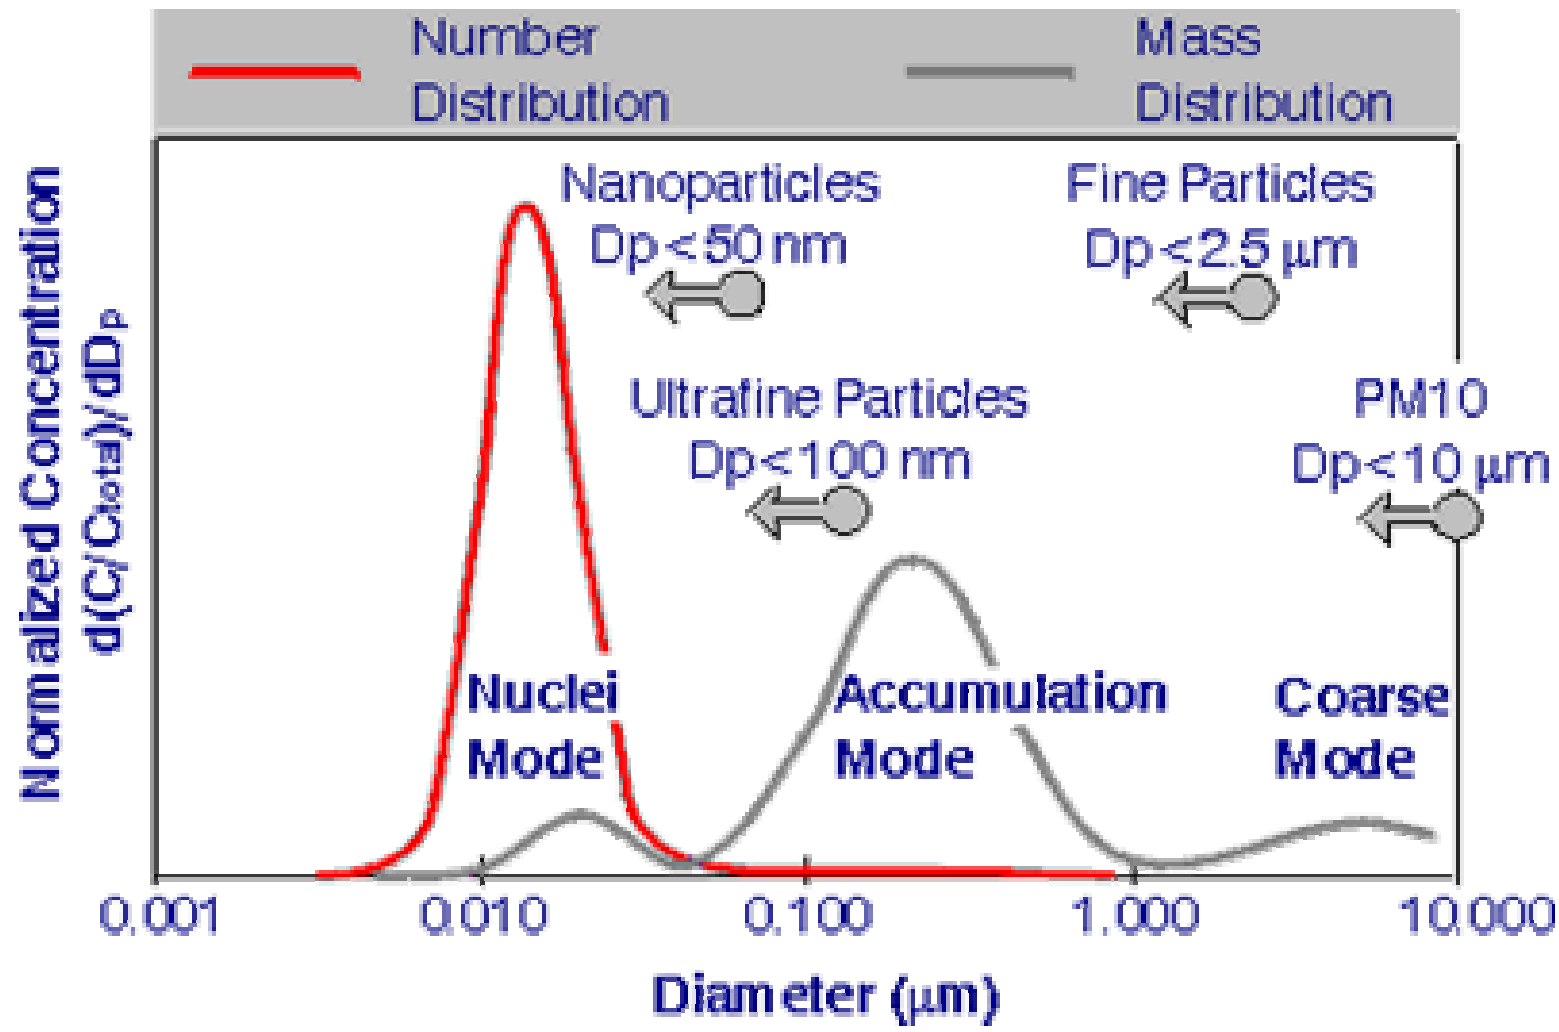 Number
Distribution
Mass
Distribution
Nanoparticles
Dp<50 nm
Fine Particles
Dp<2.5 μm
Ultrafine Particles
Dp<100 nm
PM10
Dp<10 μm
Nuclei
Mode
Accumulation
Mode
Coarse
Mode
Normalized Concentration
d(C/Ctotal)/dDp
0.001
0.010
0.100
1.000
10.000
Diameter (μm)